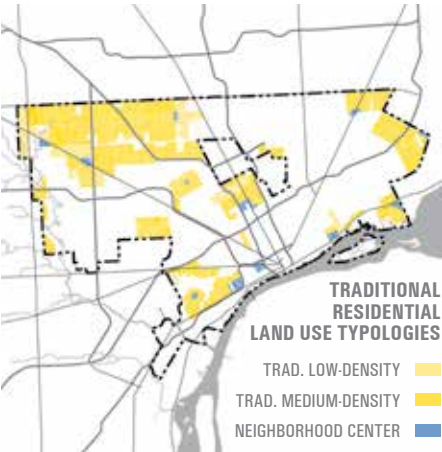 TRADITIONAL
RESIDENTIAL
LAND USE TYPOLOGIES
TRAD. LOW-DENSITY
TRAD. MEDIUM-DENSITY
NEIGHBORHOOD CENTER